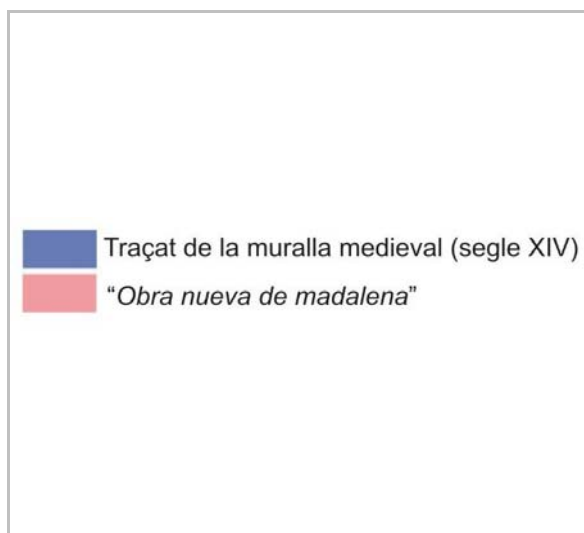 Traçat de la muralla medieval (segle XIV)
“Obra nueva de madalena”